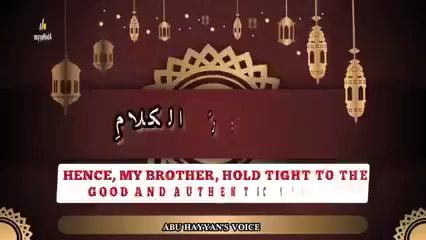 الكلامِ
HENCE, MY BROTHER, HOLD TIGHT TO THE
GOOD AND AUTHENTIC
ABU HAYYAN'S VOICE